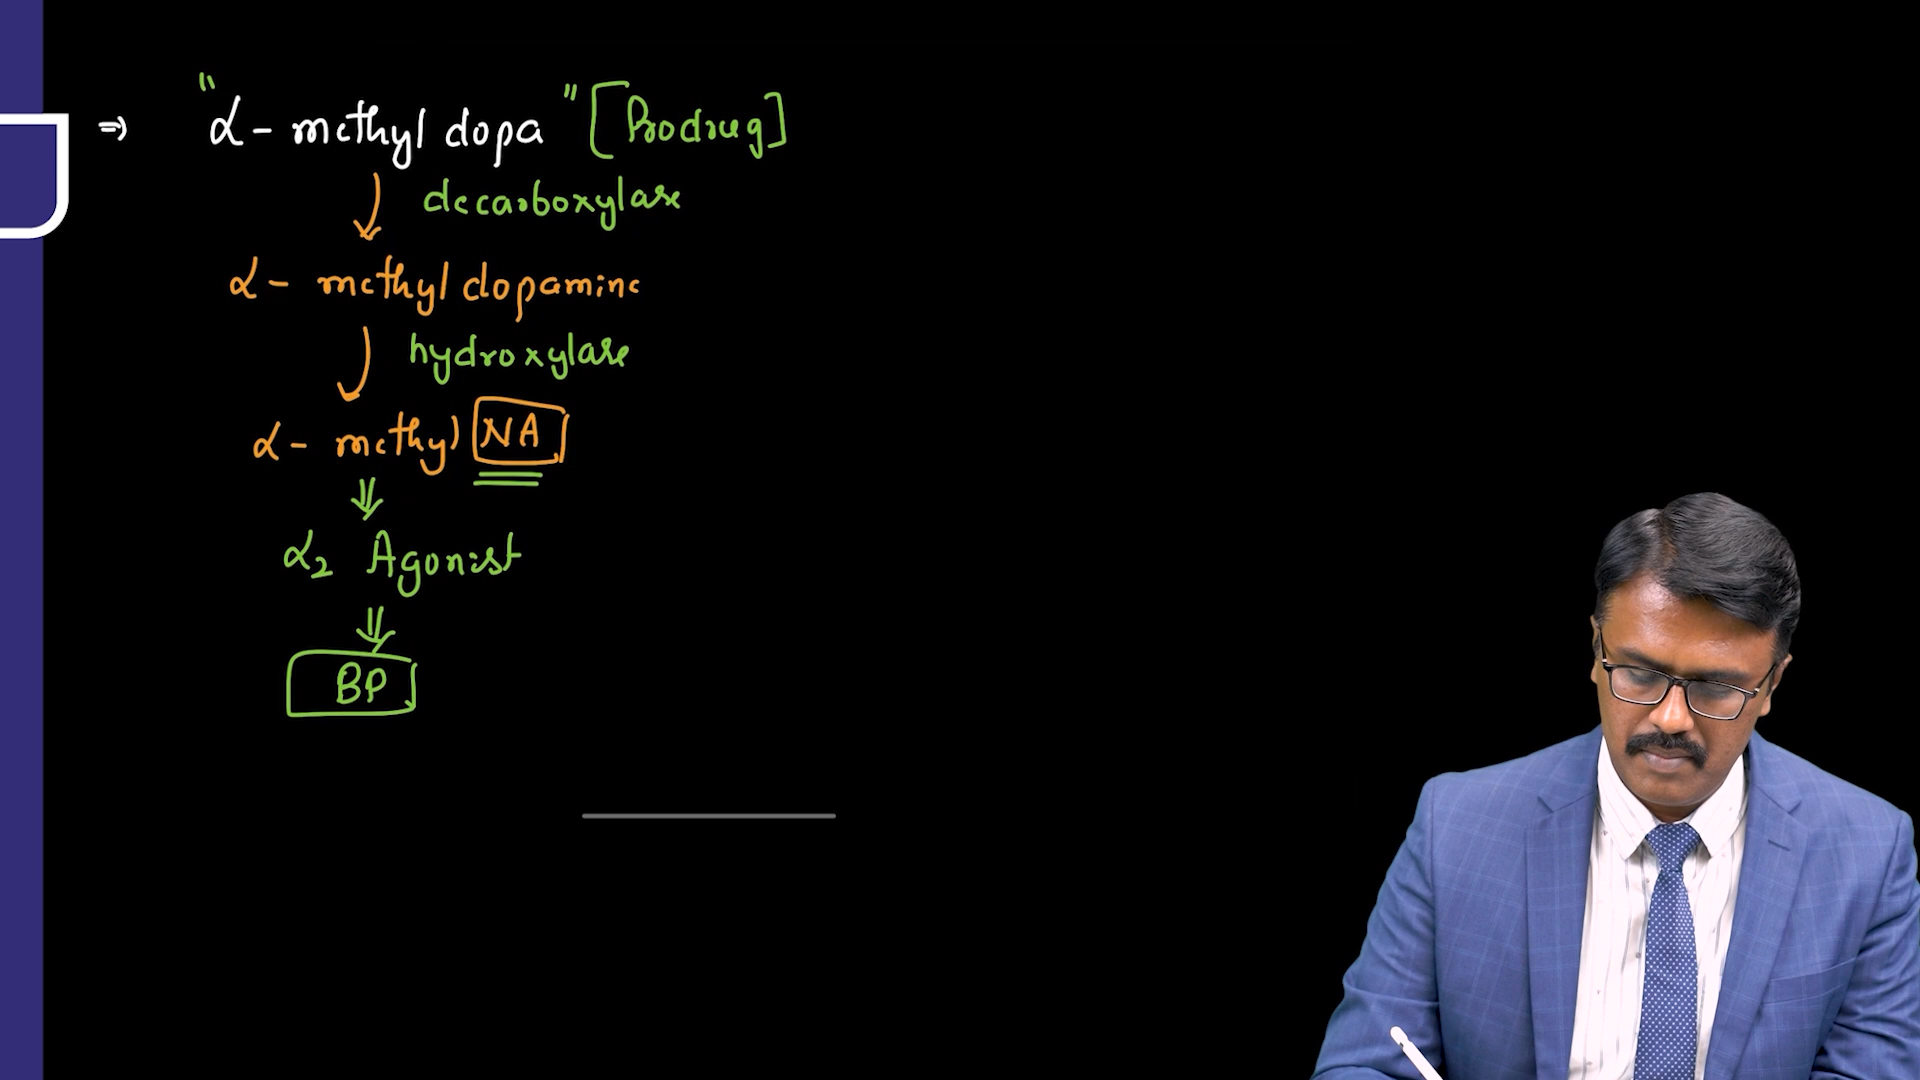 ⇒ "α- methyl dopa" [Prodrug]
decarboxylase
α- methyl dopamine
hydroxylase
α- methyl NA
α2 Agonist
BP